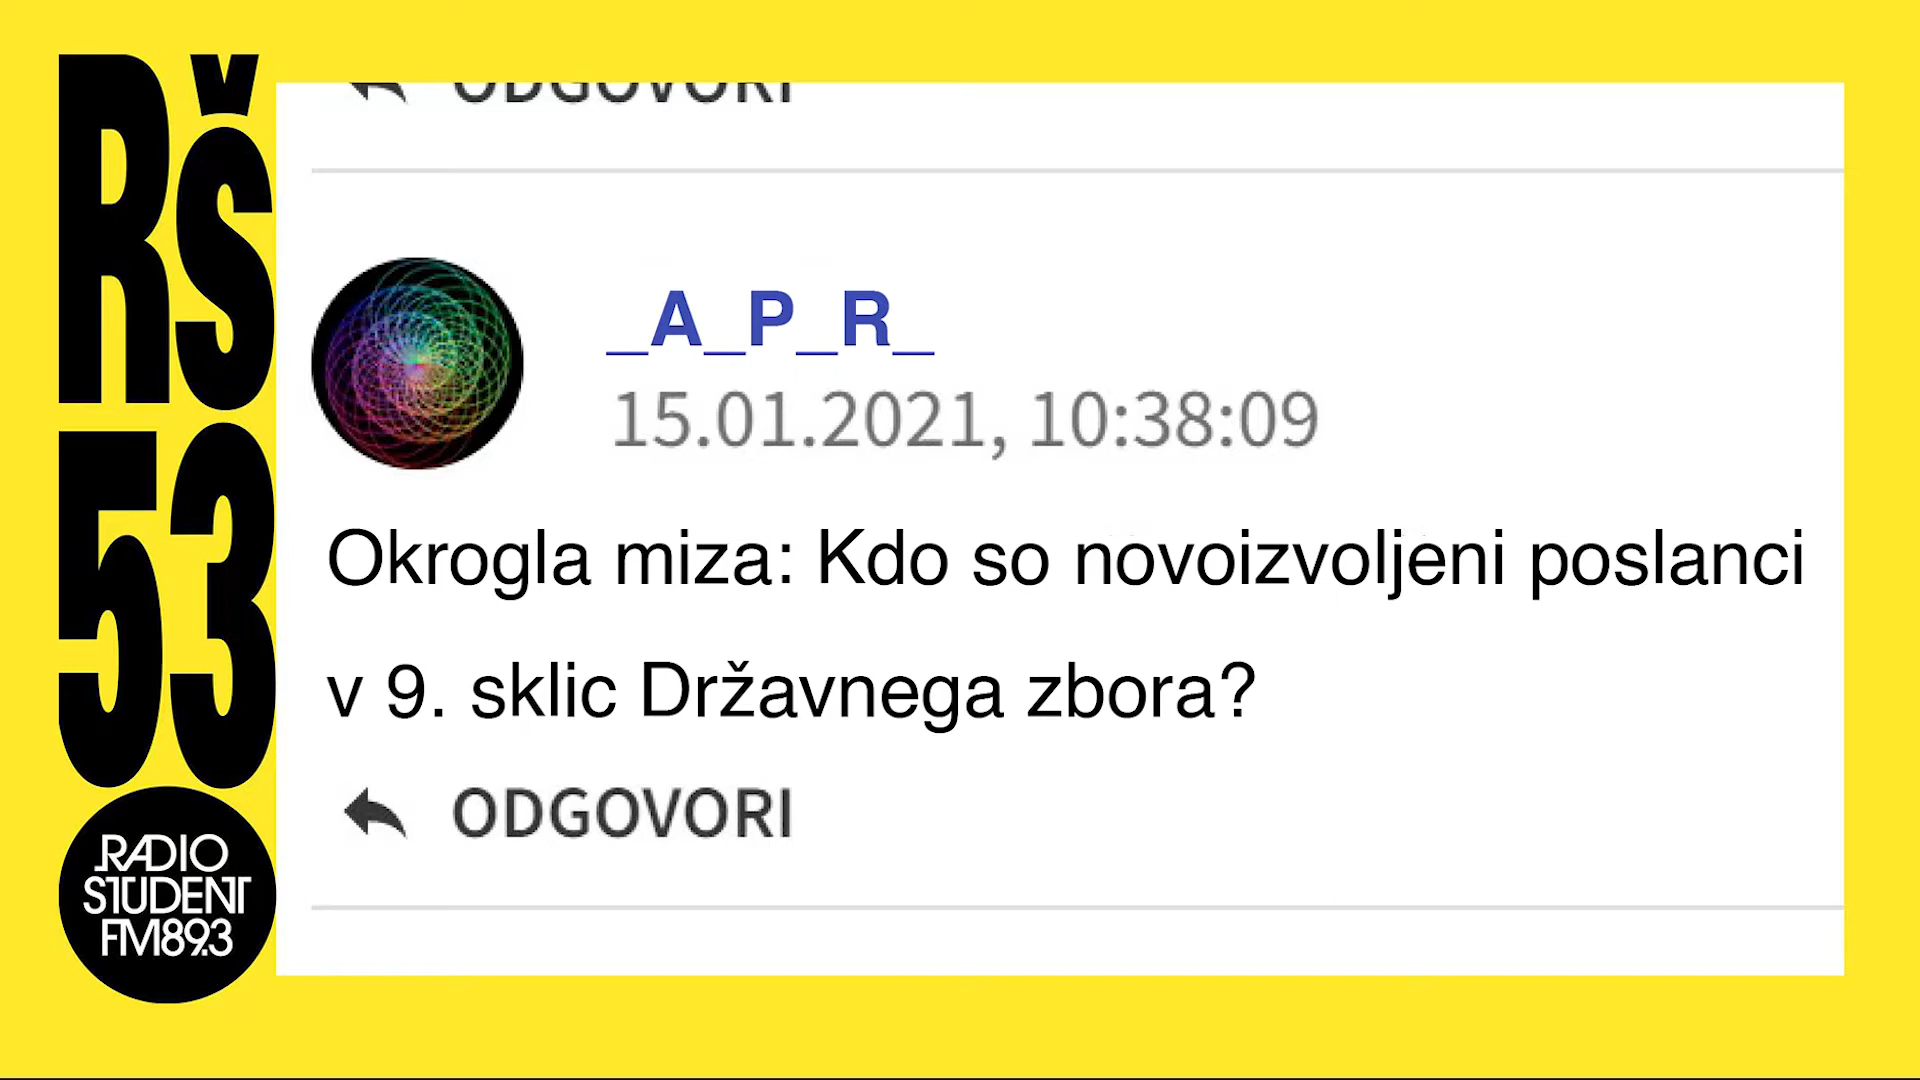 RŠ
53
RADIO
STUDENT
FM89.3
ODGOVORI
_A_P_R_
15.01.2021, 10:38:09
Okrogla miza: Kdo so novoizvoljeni poslanci
v 9. sklic Državnega zbora?
ODGOVORI